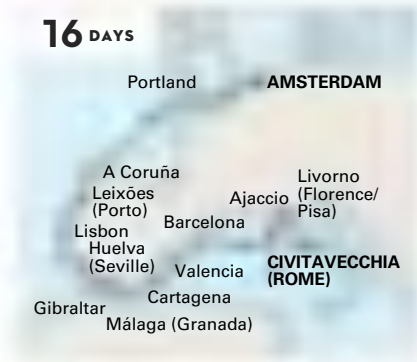 16 DAYS
Portland
AMSTERDAM
A Coruña
Leixões
(Porto)
Lisbon
Huelva
(Seville)
Gibraltar
Málaga (Granada)
Cartagena
Valencia
Barcelona
Ajaccio
Livorno
(Florence/
Pisa)
CIVITAVECCHIA
(ROME)